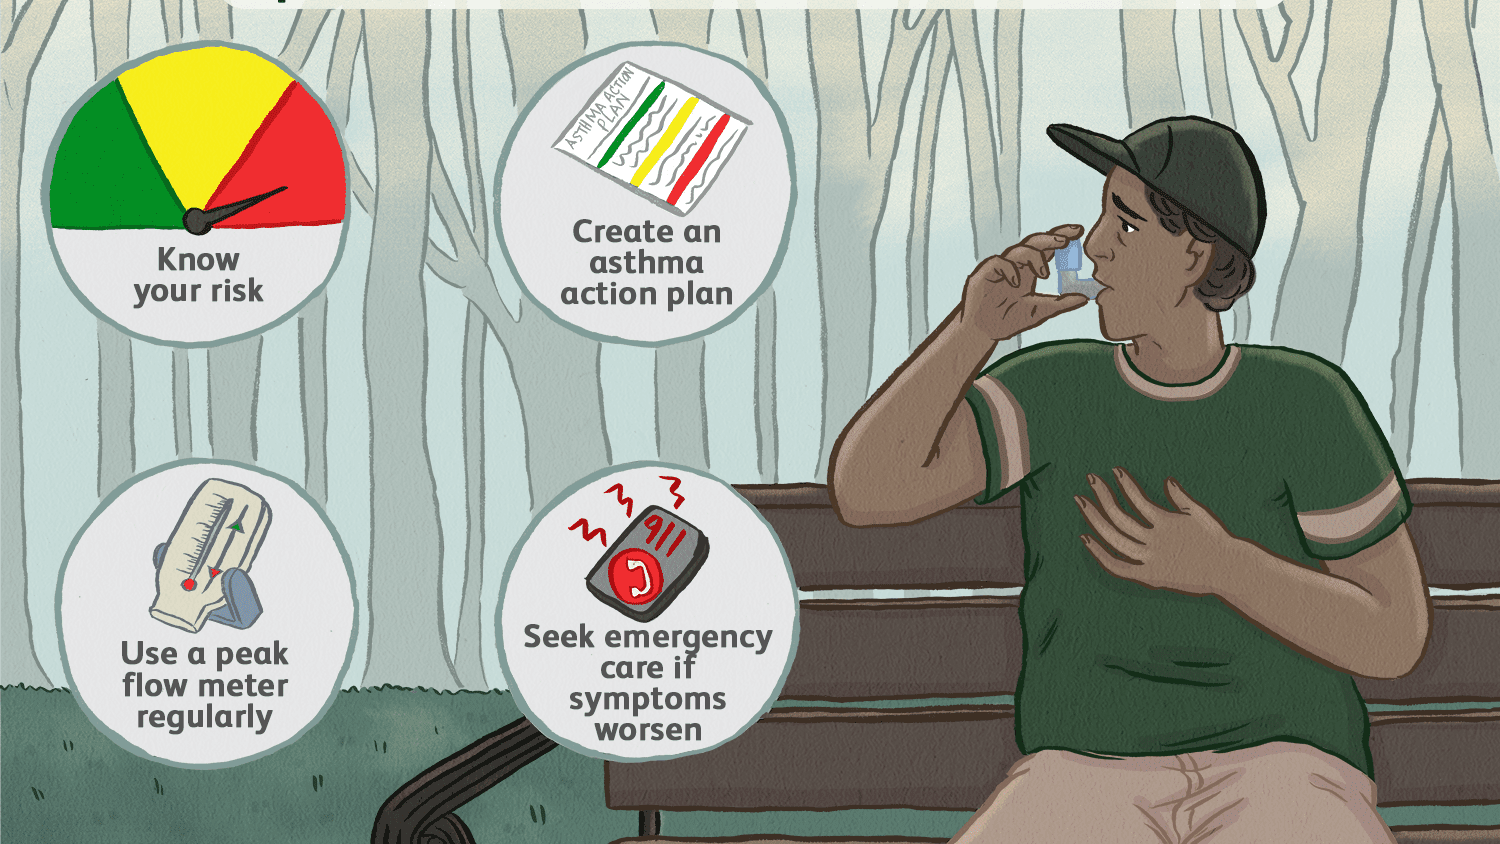 Know
your risk
ASTHMA ACTION
PLAN
Create an
asthma
action plan
Use a peak
flow meter
regularly
911
Seek emergency
care if
symptoms
worsen